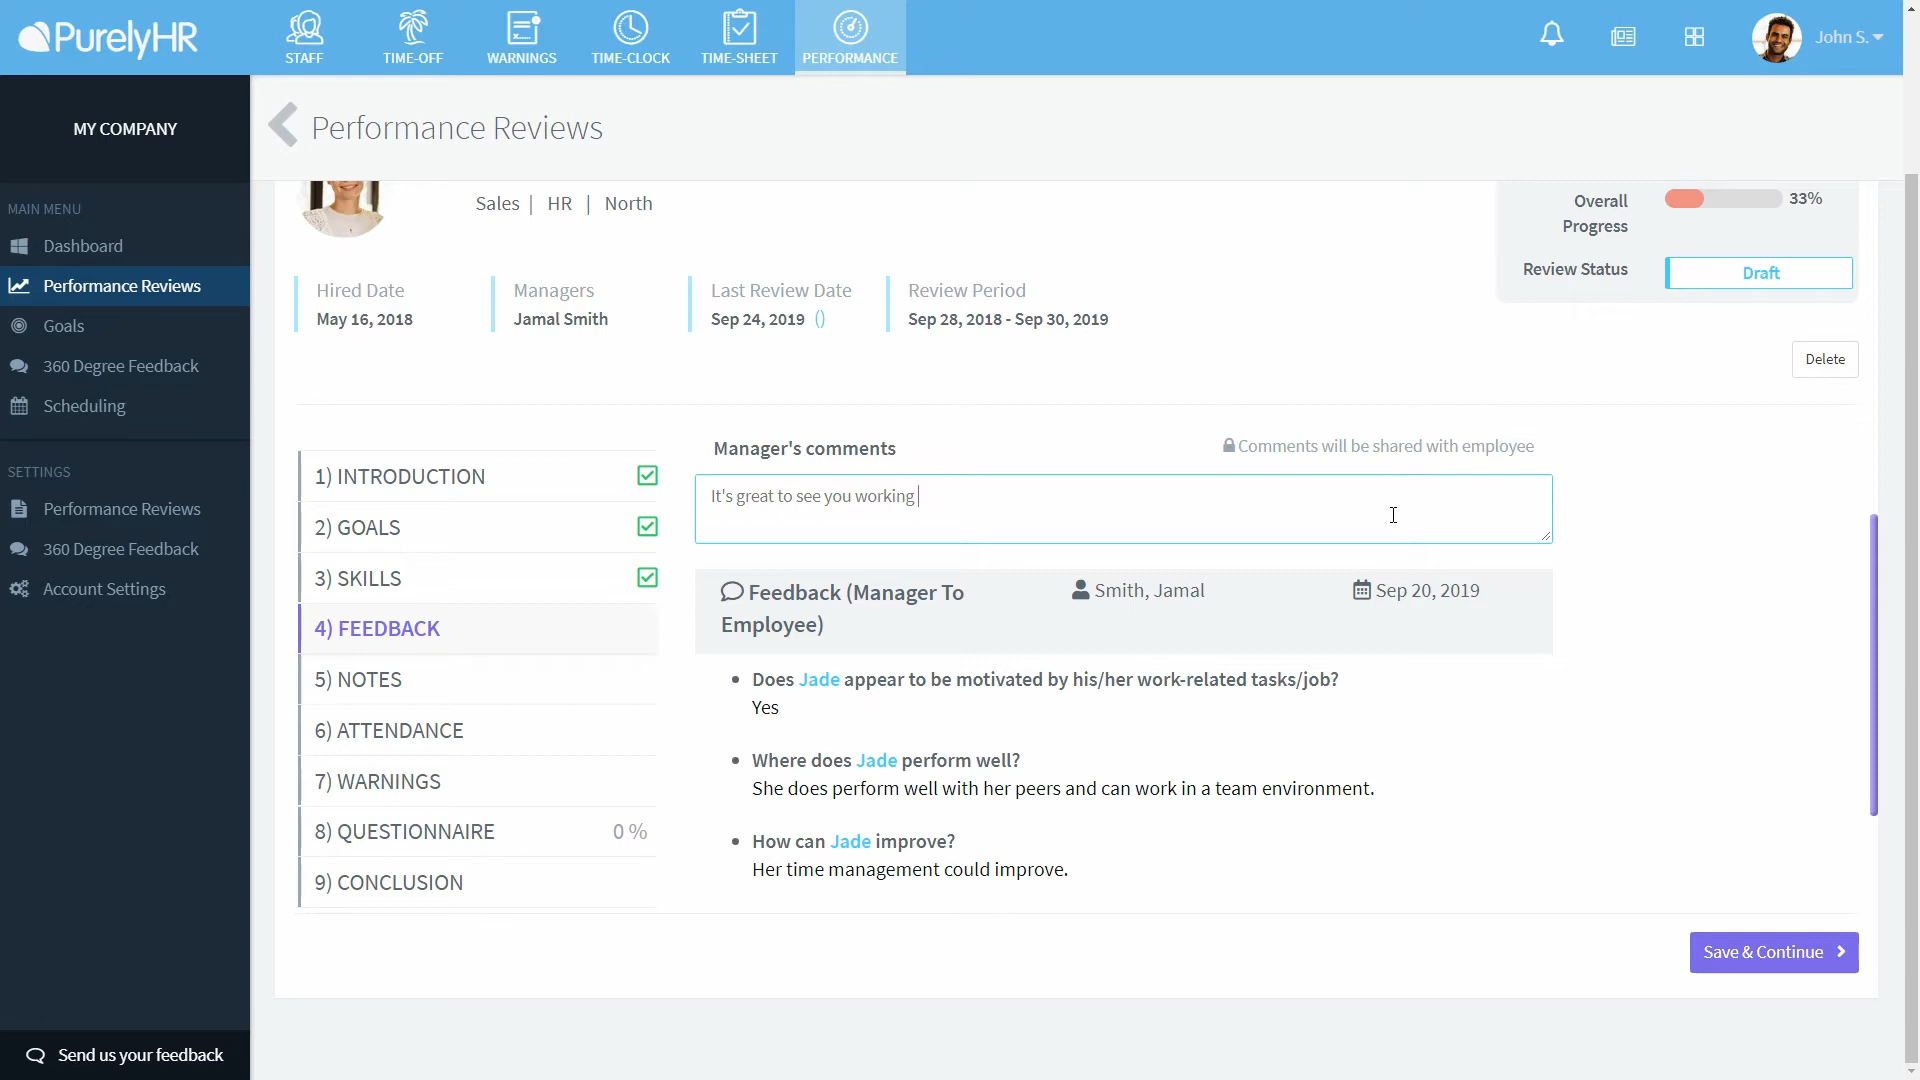 PurelyHR
STAFF
TIME-OFF
WARNINGS
TIME-CLOCK
TIME-SHEET
PERFORMANCE
John S.
MY COMPANY
MAIN MENU
Dashboard
Performance Reviews
Goals
360 Degree Feedback
Scheduling
SETTINGS
Performance Reviews
360 Degree Feedback
Account Settings
Send us your feedback
Performance Reviews
Sales | HR | North
Overall
Progress
33%
Review Status
Draft
Hired Date
May 16, 2018
Managers
Jamal Smith
Last Review Date
Sep 24, 2019 ()
Review Period
Sep 28, 2018 - Sep 30, 2019
Delete
1) INTRODUCTION
2) GOALS
3) SKILLS
4) FEEDBACK
5) NOTES
6) ATTENDANCE
7) WARNINGS
8) QUESTIONNAIRE 0 %
9) CONCLUSION
Manager's comments
Comments will be shared with employee
It's great to see you working
Feedback (Manager To
Employee)
Smith, Jamal
Sep 20, 2019
• Does Jade appear to be motivated by his/her work-related tasks/job?
Yes
• Where does Jade perform well?
She does perform well with her peers and can work in a team environment.
• How can Jade improve?
Her time management could improve.
Save & Continue